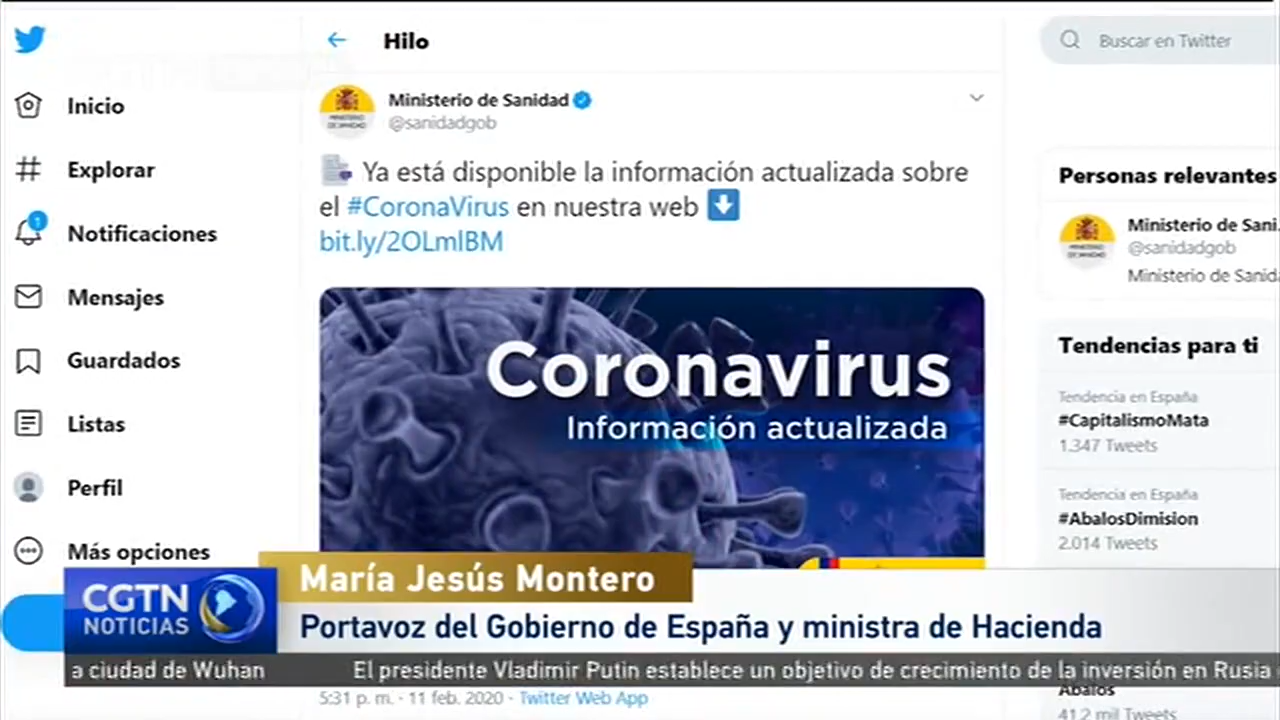 Inicio
Explorar
1
Notificaciones
Mensajes
Guardados
Listas
Perfil
Más opciones
Hilo
Ministerio de Sanidad
@sanidadgob
Ya está disponible la información actualizada sobre
el #CoronaVirus en nuestra web
bit.ly/2OLmlBM
Coronavirus
Información actualizada
5:31 p. m. · 11 feb. 2020 · Twitter Web App
Buscar en Twitter
Personas relevantes
Ministerio de Sani
@sanidadgob
Ministerio de Sanida
Tendencias para ti
Tendencia en España
#CapitalismoMata
1.347 Tweets
Tendencia en España
#AbalosDimision
2.014 Tweets
Abalos
41,2 mil Tweets
María Jesús Montero
CGTN
NOTICIAS
Portavoz del Gobierno de España y ministra de Hacienda
a ciudad de Wuhan El presidente Vladimir Putin establece un objetivo de crecimiento de la inversión en Rusia